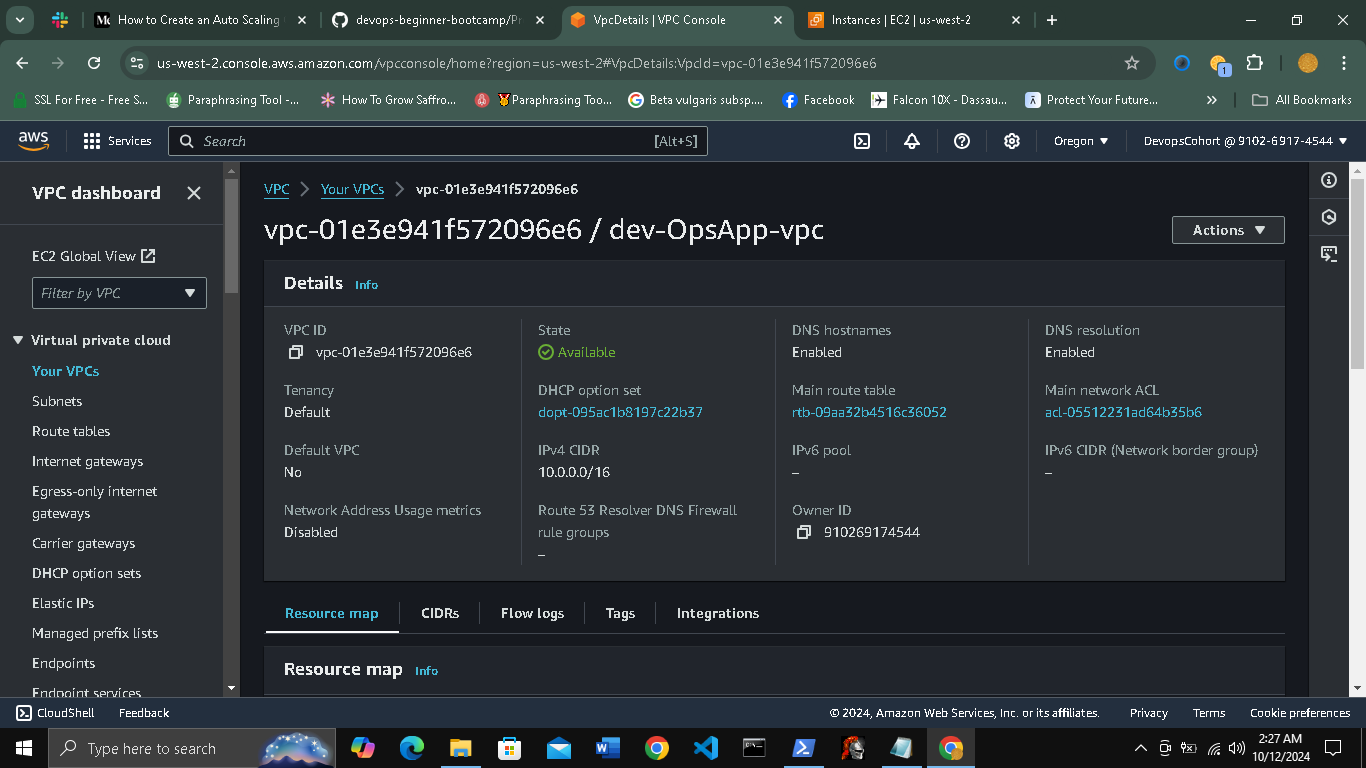 How to Create an Auto Scaling
devops-beginner-bootcamp/Pr
VpcDetails | VPC Console
Instances | EC2 | us-west-2
us-west-2.console.aws.amazon.com/vpcconsole/home?region=us-west-2#VpcDetails:VpcId=vpc-01e3e941f572096e6
1
SSL For Free - Free S...
Paraphrasing Tool -...
How To Grow Saffro...
Paraphrasing Too...
Beta vulgaris subsp....
Facebook
Falcon 10X - Dassau...
Protect Your Future...
All Bookmarks
aws
Services
Search
[Alt+S]
Oregon
DevopsCohort @ 9102-6917-4544
VPC dashboard
EC2 Global View
Filter by VPC
Virtual private cloud
Your VPCs
Subnets
Route tables
Internet gateways
Egress-only internet
gateways
Carrier gateways
DHCP option sets
Elastic IPs
Managed prefix lists
Endpoints
Endpoint services
VPC
Your VPCs
vpc-01e3e941f572096e6
vpc-01e3e941f572096e6 / dev-OpsApp-vpc
Actions
Details Info
VPC ID
vpc-01e3e941f572096e6
State
Available
DNS hostnames
Enabled
DNS resolution
Enabled
Tenancy
Default
DHCP option set
dopt-095ac1b8197c22b37
Main route table
rtb-09aa32b4516c36052
Main network ACL
acl-05512231ad64b35b6
Default VPC
No
IPv4 CIDR
10.0.0.0/16
IPv6 pool
–
IPv6 CIDR (Network border group)
–
Network Address Usage metrics
Disabled
Route 53 Resolver DNS Firewall
rule groups
–
Owner ID
910269174544
Resource map
CIDRs
Flow logs
Tags
Integrations
Resource map Info
CloudShell
Feedback
© 2024, Amazon Web Services, Inc. or its affiliates.
Privacy
Terms
Cookie preferences
Type here to search
2:27 AM
10/12/2024